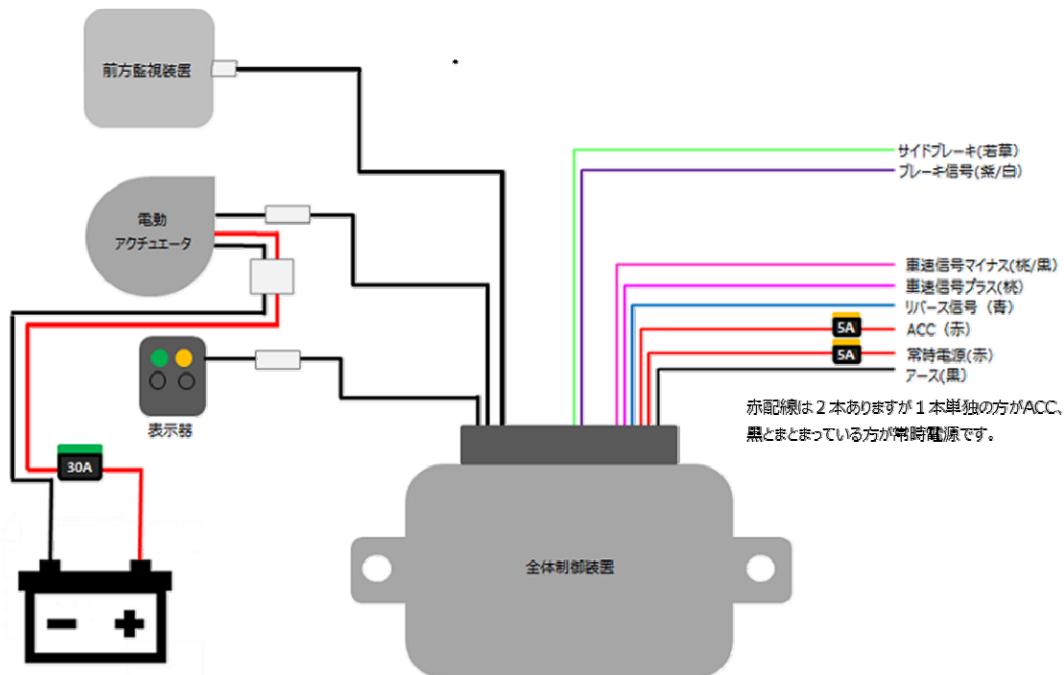 前方監視装置
電動
アクチュエータ
表示器
30A
サイドブレーキ(若草)
ブレーキ信号(紫/白)
車速信号マイナス(桃/黒)
車速信号プラス(桃)
リバース信号（青）
5A
ACC（赤）
5A
常時電源(赤)
アース(黒)
赤配線は２本ありますが１本単独の方がACC、
黒とまとまっている方が常時電源です。
全体制御装置